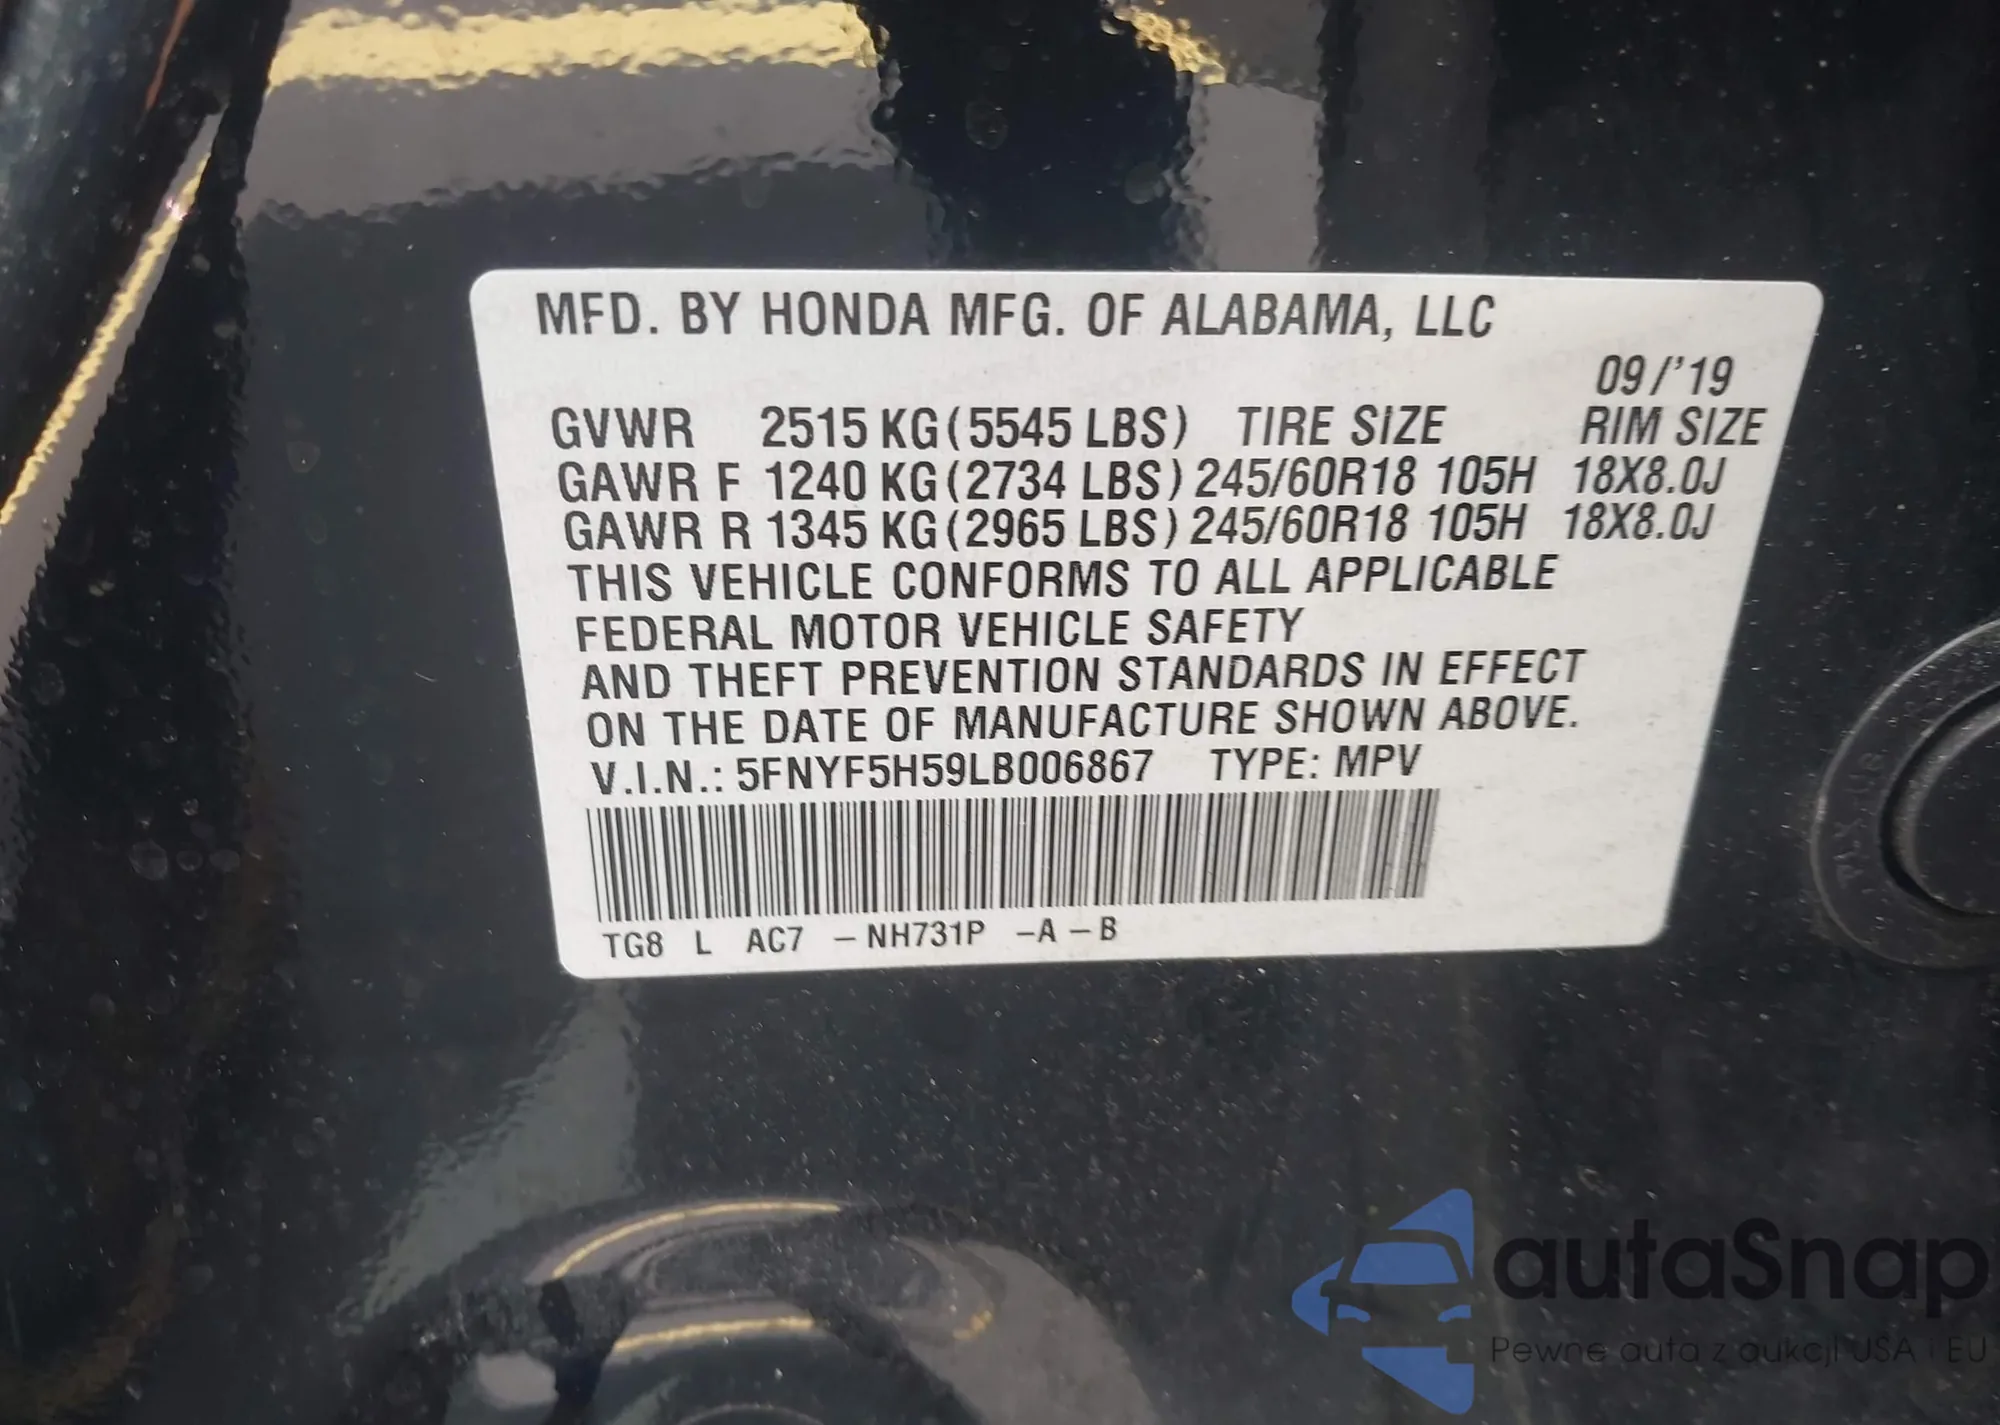 MFD. BY HONDA MFG. OF ALABAMA, LLC
09/'19
GVWR 2515 KG (5545 LBS) TIRE SIZE RIM SIZE
GAWR F 1240 KG (2734 LBS) 245/60R18 105H 18X8.0J
GAWR R 1345 KG (2965 LBS) 245/60R18 105H 18X8.0J
THIS VEHICLE CONFORMS TO ALL APPLICABLE
FEDERAL MOTOR VEHICLE SAFETY
AND THEFT PREVENTION STANDARDS IN EFFECT
ON THE DATE OF MANUFACTURE SHOWN ABOVE.
V.I.N.: 5FNYF5H59LB006867 TYPE: MPV
TG8 L AC7 -NH731P -A-B
autaSnap
Pewne auta z aukcji USA i EU